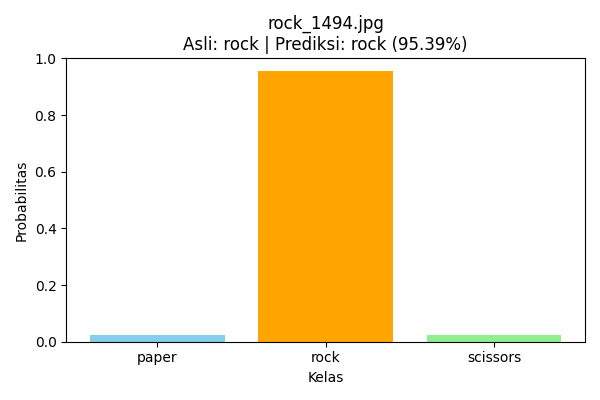 rock_1494.jpg
Asli: rock | Prediksi: rock (95.39%)
1.0
0.8
0.6
0.4
0.2
0.0
Probabilitas
paper rock scissors
Kelas